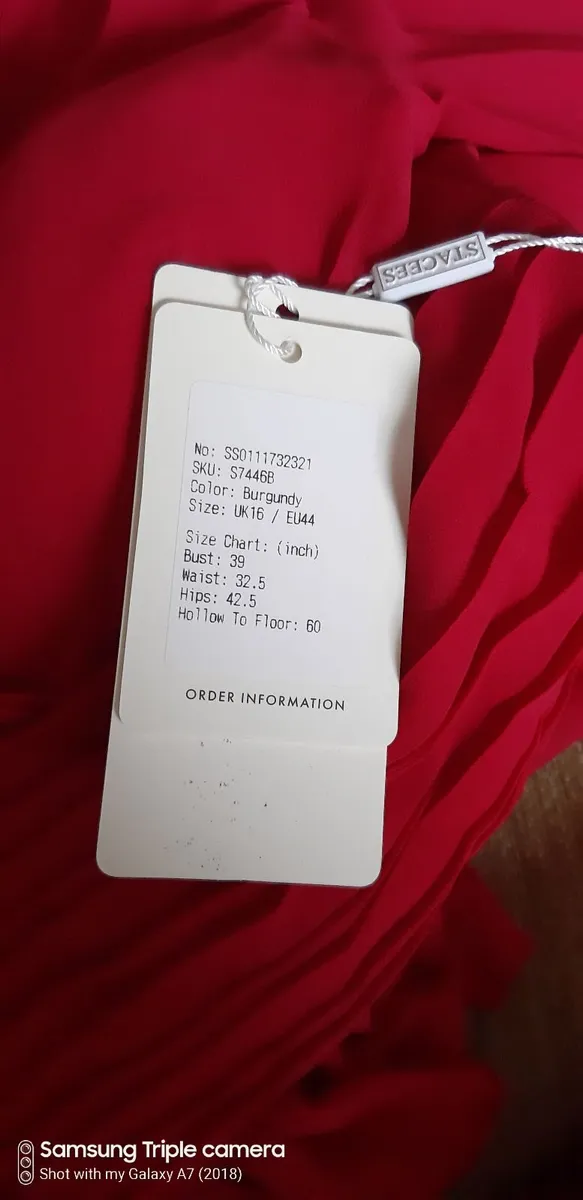 STACEES
No: SS0111732321
SKU: S7446B
Color: Burgundy
Size: UK16 / EU44
Size Chart: (inch)
Bust: 39
Waist: 32.5
Hips: 42.5
Hollow To Floor: 60
ORDER INFORMATION
Samsung Triple camera
Shot with my Galaxy A7 (2018)